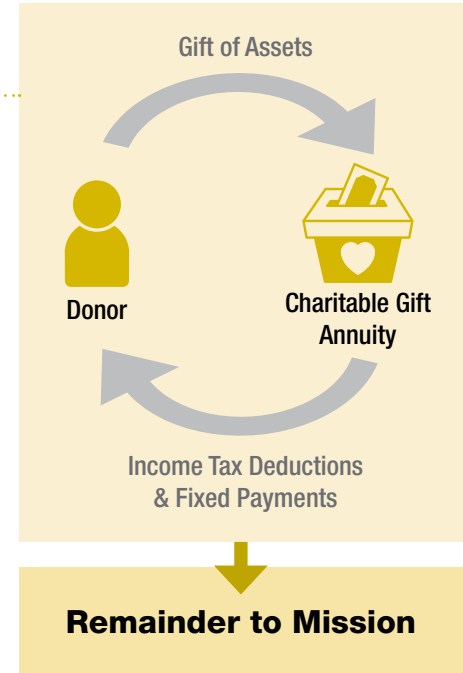 Gift of Assets
Donor
Charitable Gift
Annuity
Income Tax Deductions
& Fixed Payments
Remainder to Mission